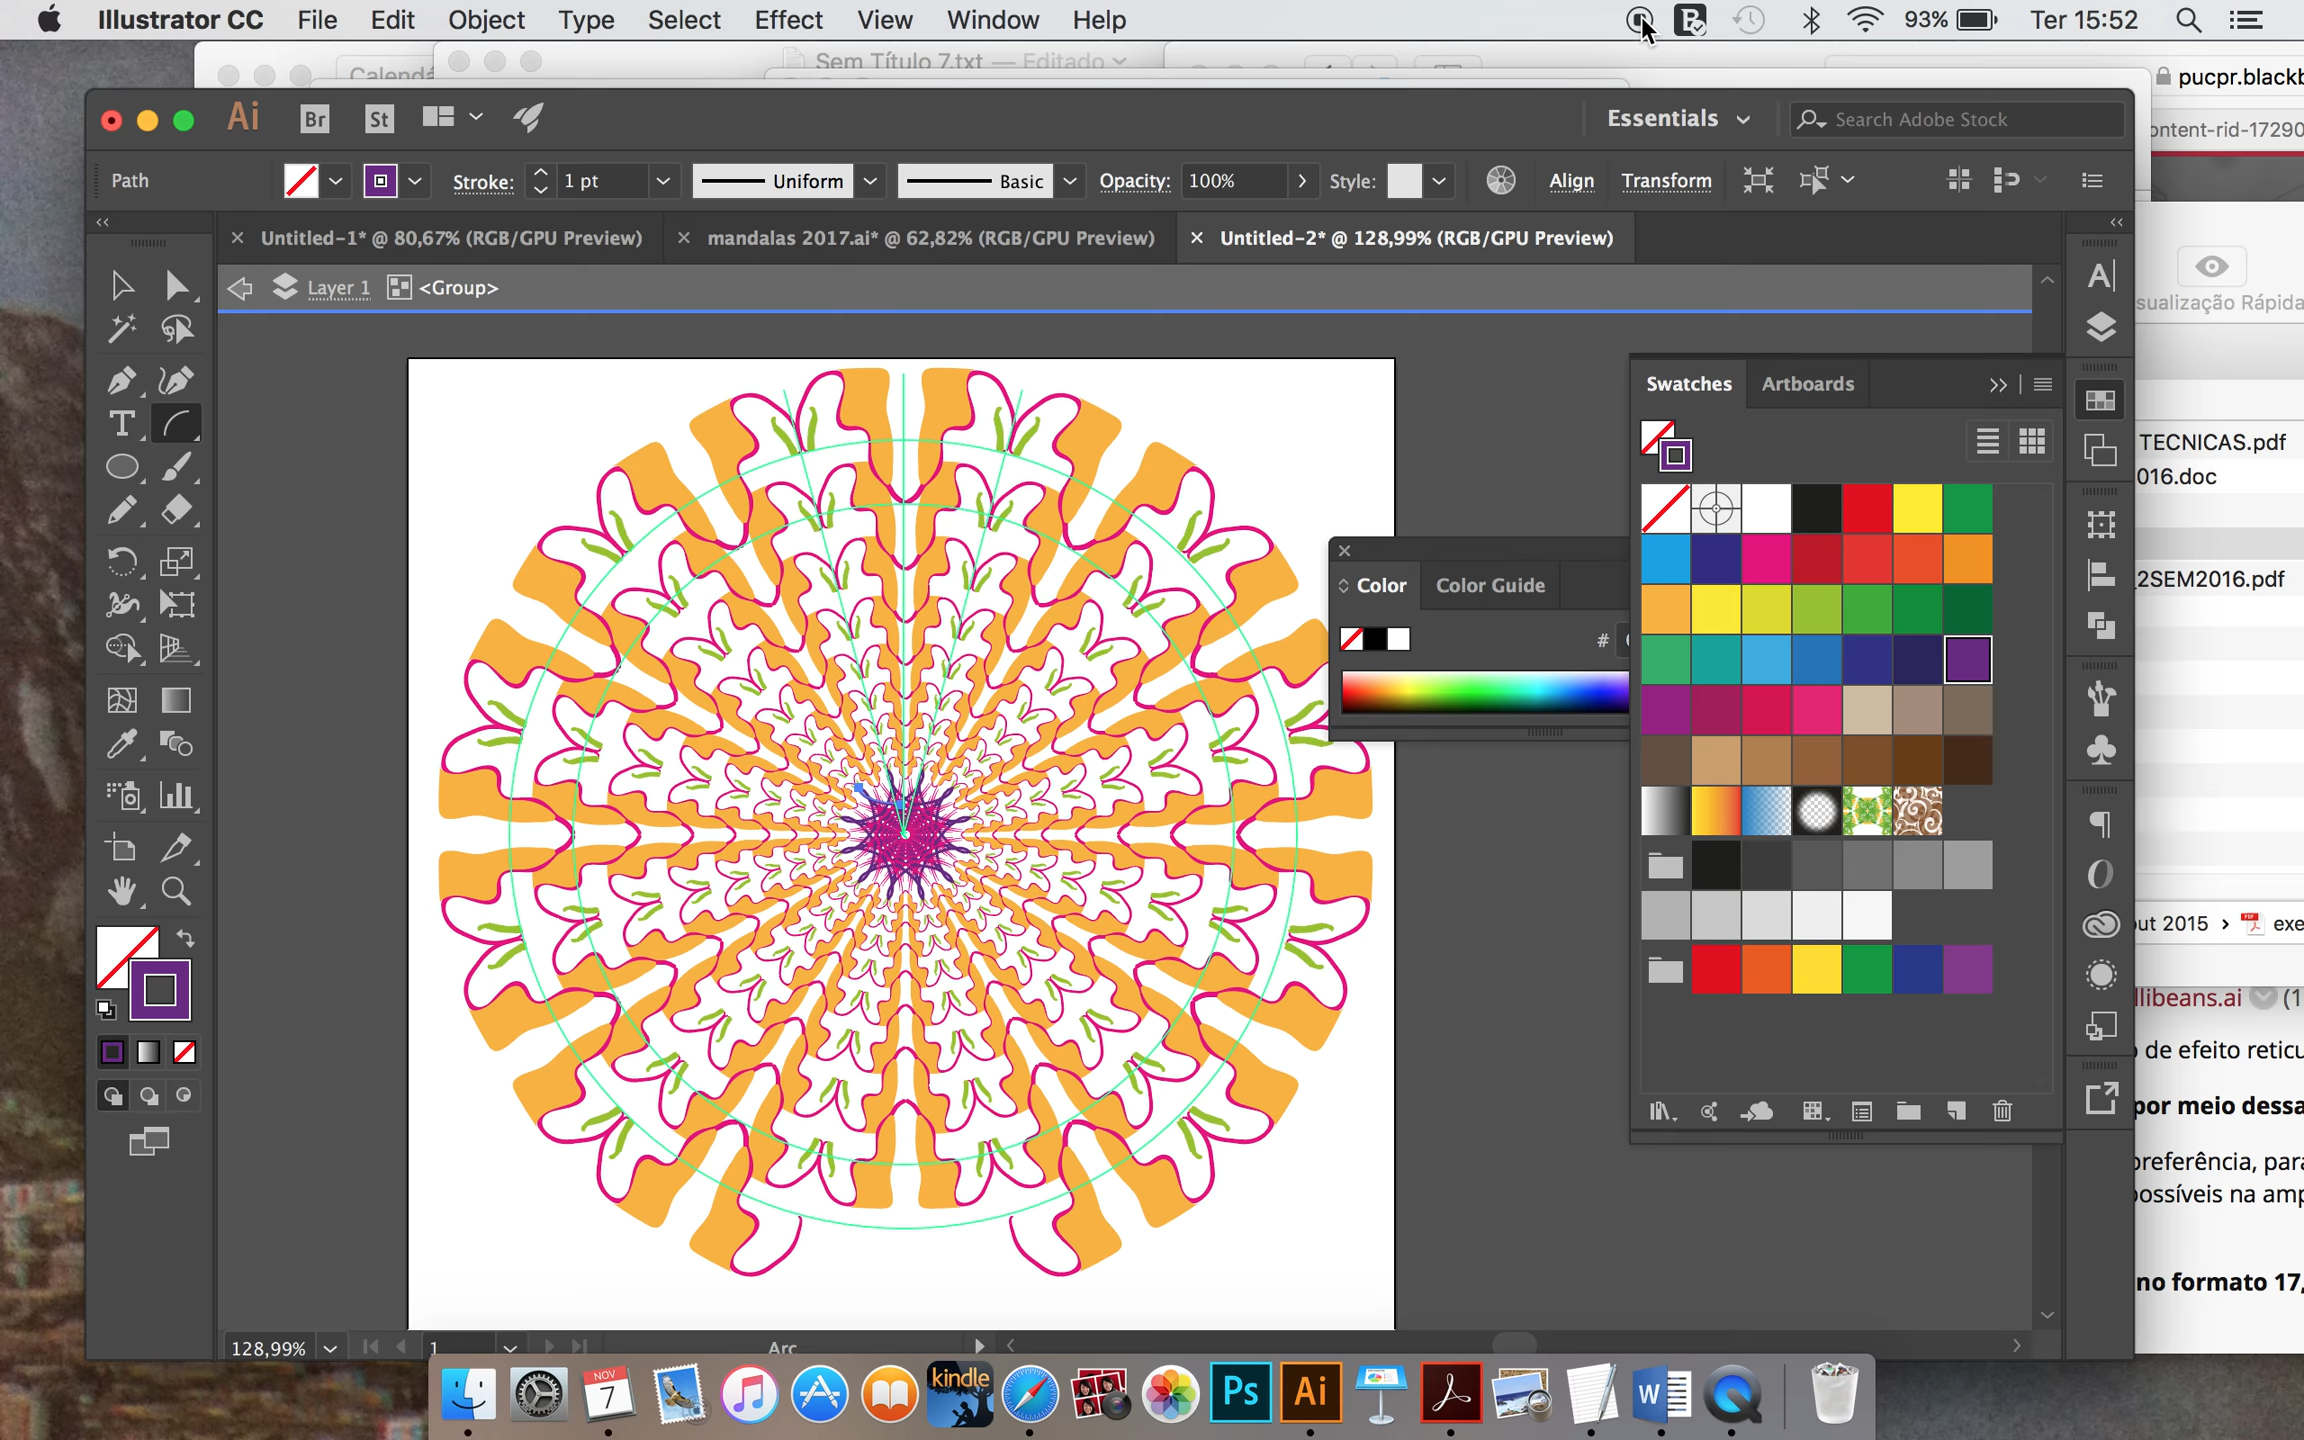 Illustrator CC File Edit Object Type Select Effect View Window Help 93% Ter 15:52
Calendá
Sem Título 7.txt — Editado
pucpr.blackb
Ai Br St Essentials Search Adobe Stock
ontent-rid-17290
Path Stroke: 1 pt Uniform Basic Opacity: 100% Style: Align Transform
Untitled-1* @ 80,67% (RGB/GPU Preview) mandalas 2017.ai* @ 62,82% (RGB/GPU Preview) Untitled-2* @ 128,99% (RGB/GPU Preview)
Layer 1 <Group>
sualização Rápida
Swatches Artboards
TECNICAS.pdf
016.doc
Color Color Guide
_2SEM2016.pdf
#
out 2015 › exe
llibeans.ai (1
de efeito reticu
por meio dessa
preferência, para
possíveis na amp
no formato 17,
128,99% 1 Arc
NOV
7
kindle
Ps Ai W